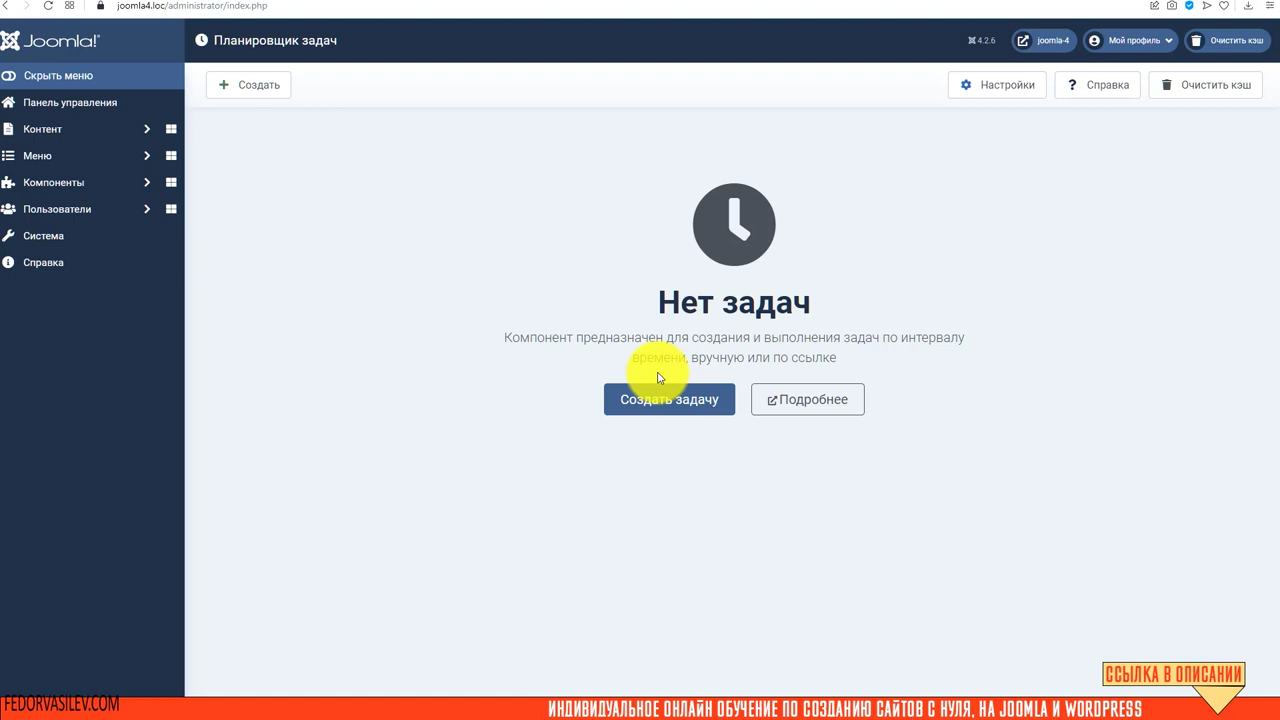 joomla4.loc/administrator/index.php
Joomla!®
Планировщик задач
4.2.6
joomla-4
Мой профиль
Очистить кэш
Скрыть меню
Создать
Настройки
Справка
Очистить кэш
Панель управления
Контент
Меню
Компоненты
Пользователи
Система
Справка
Нет задач
Компонент предназначен для создания и выполнения задач по интервалу
времени, вручную или по ссылке
Создать задачу
Подробнее
ССЫЛКА В ОПИСАНИИ
FEDORVASILEV.COM
ИНДИВИДУАЛЬНОЕ ОНЛАЙН ОБУЧЕНИЕ ПО СОЗДАНИЮ САЙТОВ С НУЛЯ, НА JOOMLA И WORDPRESS